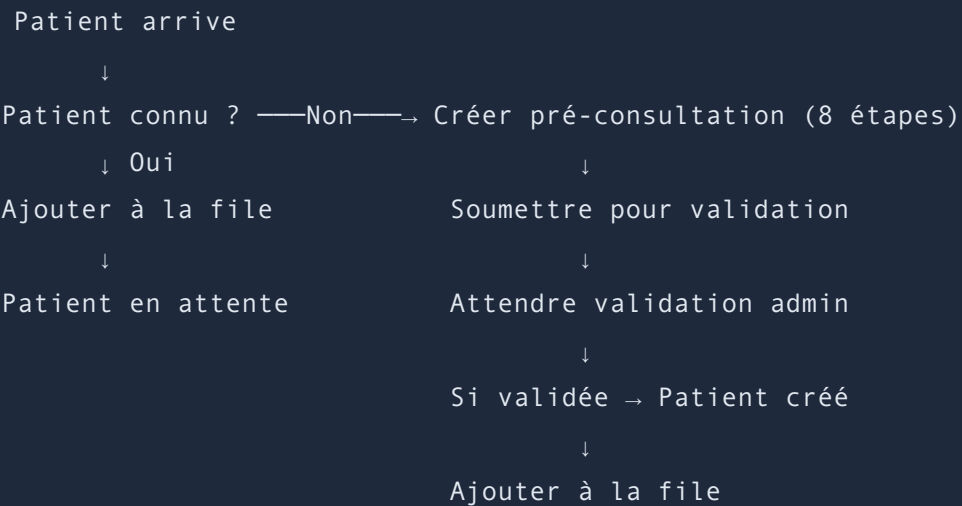 Patient arrive
↓
Patient connu ? ───Non───→ Créer pré-consultation (8 étapes)
↓ Oui ↓
Ajouter à la file Soumettre pour validation
↓ ↓
Patient en attente Attendre validation admin
↓
Si validée → Patient créé
↓
Ajouter à la file